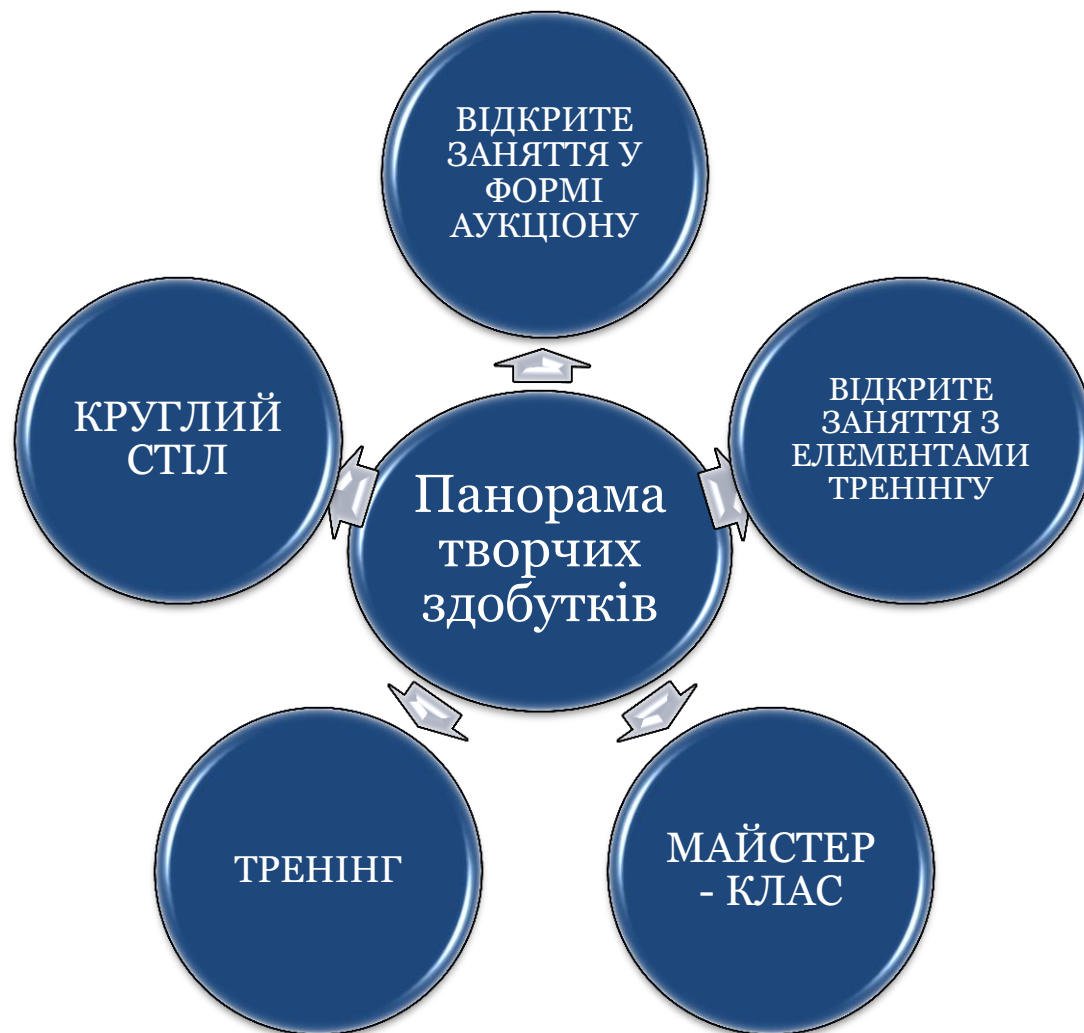 ВІДКРИТЕ
ЗАНЯТТЯ У
ФОРМІ
АУКЦІОНУ
КРУГЛИЙ
СТІЛ
ВІДКРИТЕ
ЗАНЯТТЯ З
ЕЛЕМЕНТАМИ
ТРЕНІНГУ
Панорама
творчих
здобутків
ТРЕНІНГ
МАЙСТЕР
- КЛАС